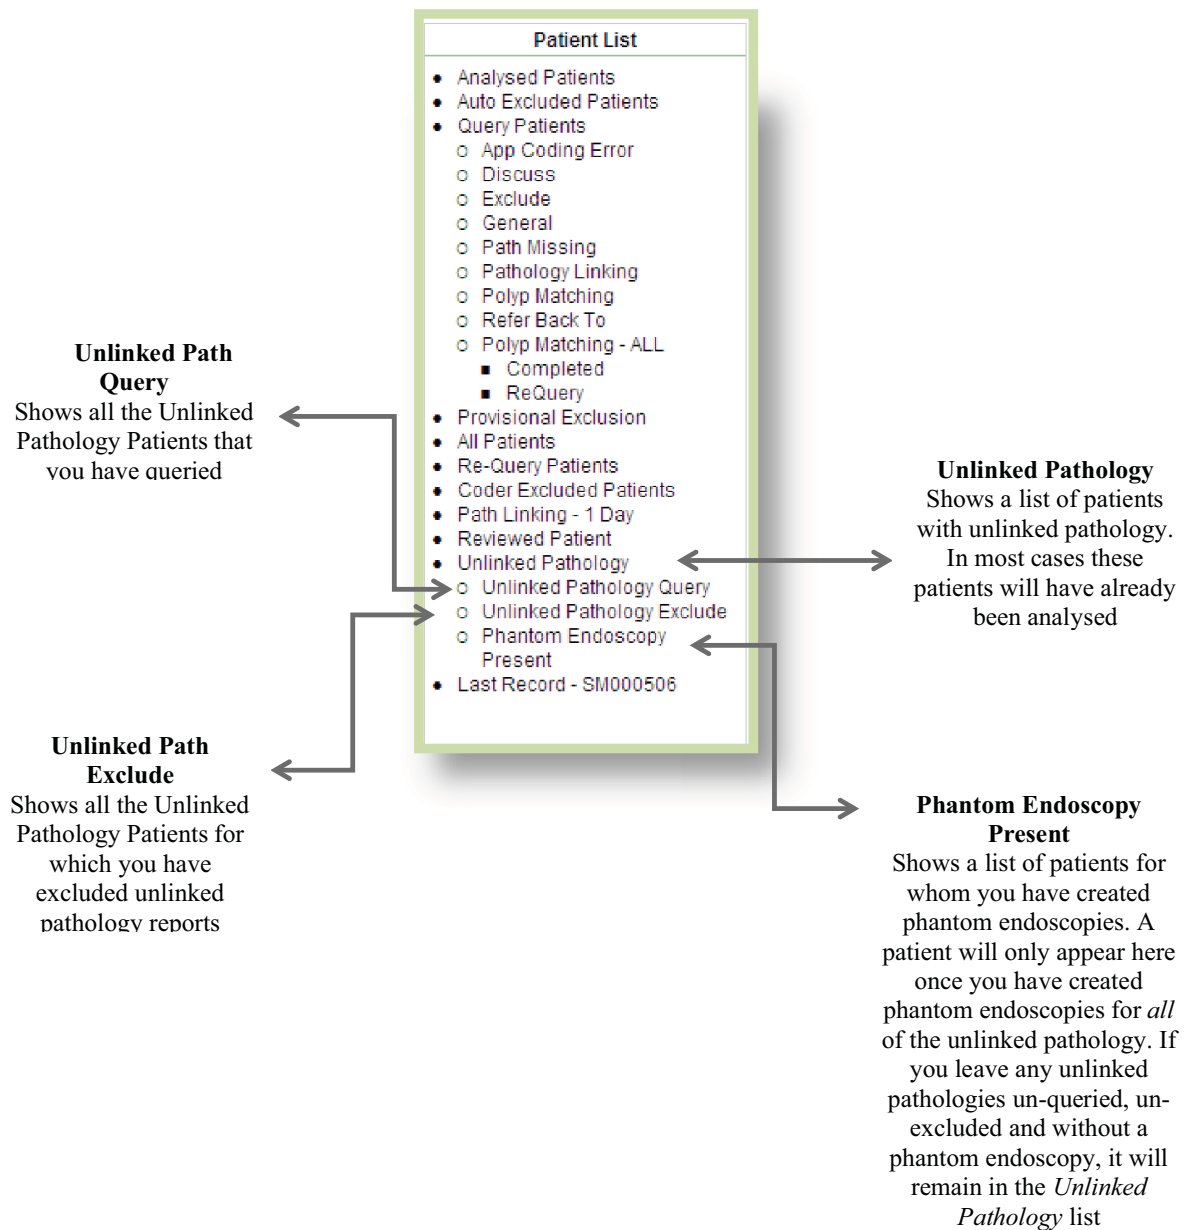 Patient List
Analysed Patients
Auto Excluded Patients
Query Patients
App Coding Error
Discuss
Exclude
General
Path Missing
Pathology Linking
Polyp Matching
Refer Back To
Polyp Matching - ALL
Completed
ReQuery
Provisional Exclusion
All Patients
Re-Query Patients
Coder Excluded Patients
Path Linking - 1 Day
Reviewed Patient
Unlinked Pathology
Unlinked Pathology Query
Unlinked Pathology Exclude
Phantom Endoscopy
Present
Last Record - SM000506
Unlinked Path
Query
Shows all the Unlinked
Pathology Patients that
you have queried
Unlinked Path
Exclude
Shows all the Unlinked
Pathology Patients for
which you have
excluded unlinked
pathology reports
Unlinked Pathology
Shows a list of patients
with unlinked pathology.
In most cases these
patients will have already
been analysed
Phantom Endoscopy
Present
Shows a list of patients for
whom you have created
phantom endoscopies. A
patient will only appear here
once you have created
phantom endoscopies for all
of the unlinked pathology. If
you leave any unlinked
pathologies un-queried, un-
excluded and without a
phantom endoscopy, it will
remain in the Unlinked
Pathology list